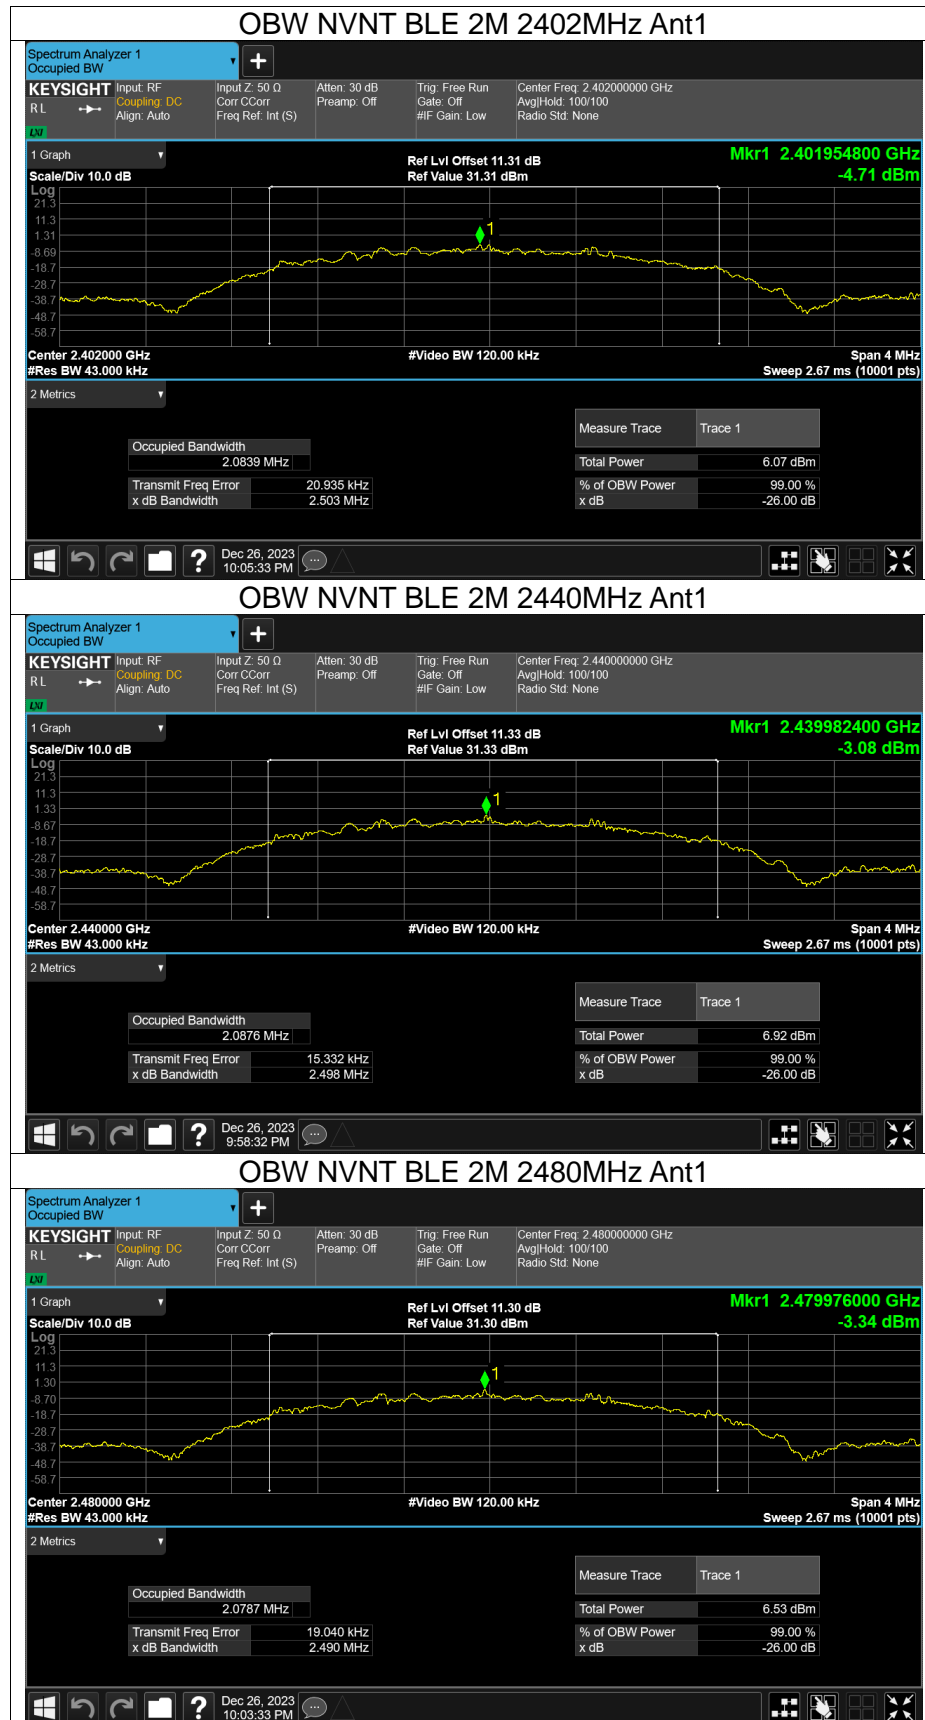 OBW NVNT BLE 2M 2402MHz Ant1
Spectrum Analyzer 1
Occupied BW
+
KEYSIGHT Input: RF Input Z: 50 Ω Atten: 30 dB Trig: Free Run Center Freq: 2.402000000 GHz
RL Coupling: DC Corr CCorr Preamp: Off Gate: Off Avg|Hold: 100/100
Align: Auto Freq Ref: Int (S) #IF Gain: Low Radio Std: None
LXI
1 Graph Ref Lvl Offset 11.31 dB Mkr1 2.401954800 GHz
Scale/Div 10.0 dB Ref Value 31.31 dBm -4.71 dBm
Log
21.3
11.3
1.31
-8.69
-18.7
-28.7
-38.7
-48.7
-58.7
1
Center 2.402000 GHz #Video BW 120.00 kHz Span 4 MHz
#Res BW 43.000 kHz Sweep 2.67 ms (10001 pts)
2 Metrics
Measure Trace Trace 1
Occupied Bandwidth
2.0839 MHz Total Power 6.07 dBm
Transmit Freq Error 20.935 kHz % of OBW Power 99.00 %
x dB Bandwidth 2.503 MHz x dB -26.00 dB
? Dec 26, 2023
10:05:33 PM
OBW NVNT BLE 2M 2440MHz Ant1
Spectrum Analyzer 1
Occupied BW
+
KEYSIGHT Input: RF Input Z: 50 Ω Atten: 30 dB Trig: Free Run Center Freq: 2.440000000 GHz
RL Coupling: DC Corr CCorr Preamp: Off Gate: Off Avg|Hold: 100/100
Align: Auto Freq Ref: Int (S) #IF Gain: Low Radio Std: None
LXI
1 Graph Ref Lvl Offset 11.33 dB Mkr1 2.439982400 GHz
Scale/Div 10.0 dB Ref Value 31.33 dBm -3.08 dBm
Log
21.3
11.3
1.33
-8.67
-18.7
-28.7
-38.7
-48.7
-58.7
1
Center 2.440000 GHz #Video BW 120.00 kHz Span 4 MHz
#Res BW 43.000 kHz Sweep 2.67 ms (10001 pts)
2 Metrics
Measure Trace Trace 1
Occupied Bandwidth
2.0876 MHz Total Power 6.92 dBm
Transmit Freq Error 15.332 kHz % of OBW Power 99.00 %
x dB Bandwidth 2.498 MHz x dB -26.00 dB
? Dec 26, 2023
9:58:32 PM
OBW NVNT BLE 2M 2480MHz Ant1
Spectrum Analyzer 1
Occupied BW
+
KEYSIGHT Input: RF Input Z: 50 Ω Atten: 30 dB Trig: Free Run Center Freq: 2.480000000 GHz
RL Coupling: DC Corr CCorr Preamp: Off Gate: Off Avg|Hold: 100/100
Align: Auto Freq Ref: Int (S) #IF Gain: Low Radio Std: None
LXI
1 Graph Ref Lvl Offset 11.30 dB Mkr1 2.479976000 GHz
Scale/Div 10.0 dB Ref Value 31.30 dBm -3.34 dBm
Log
21.3
11.3
1.30
-8.70
-18.7
-28.7
-38.7
-48.7
-58.7
1
Center 2.480000 GHz #Video BW 120.00 kHz Span 4 MHz
#Res BW 43.000 kHz Sweep 2.67 ms (10001 pts)
2 Metrics
Measure Trace Trace 1
Occupied Bandwidth
2.0787 MHz Total Power 6.53 dBm
Transmit Freq Error 19.040 kHz % of OBW Power 99.00 %
x dB Bandwidth 2.490 MHz x dB -26.00 dB
? Dec 26, 2023
10:03:33 PM